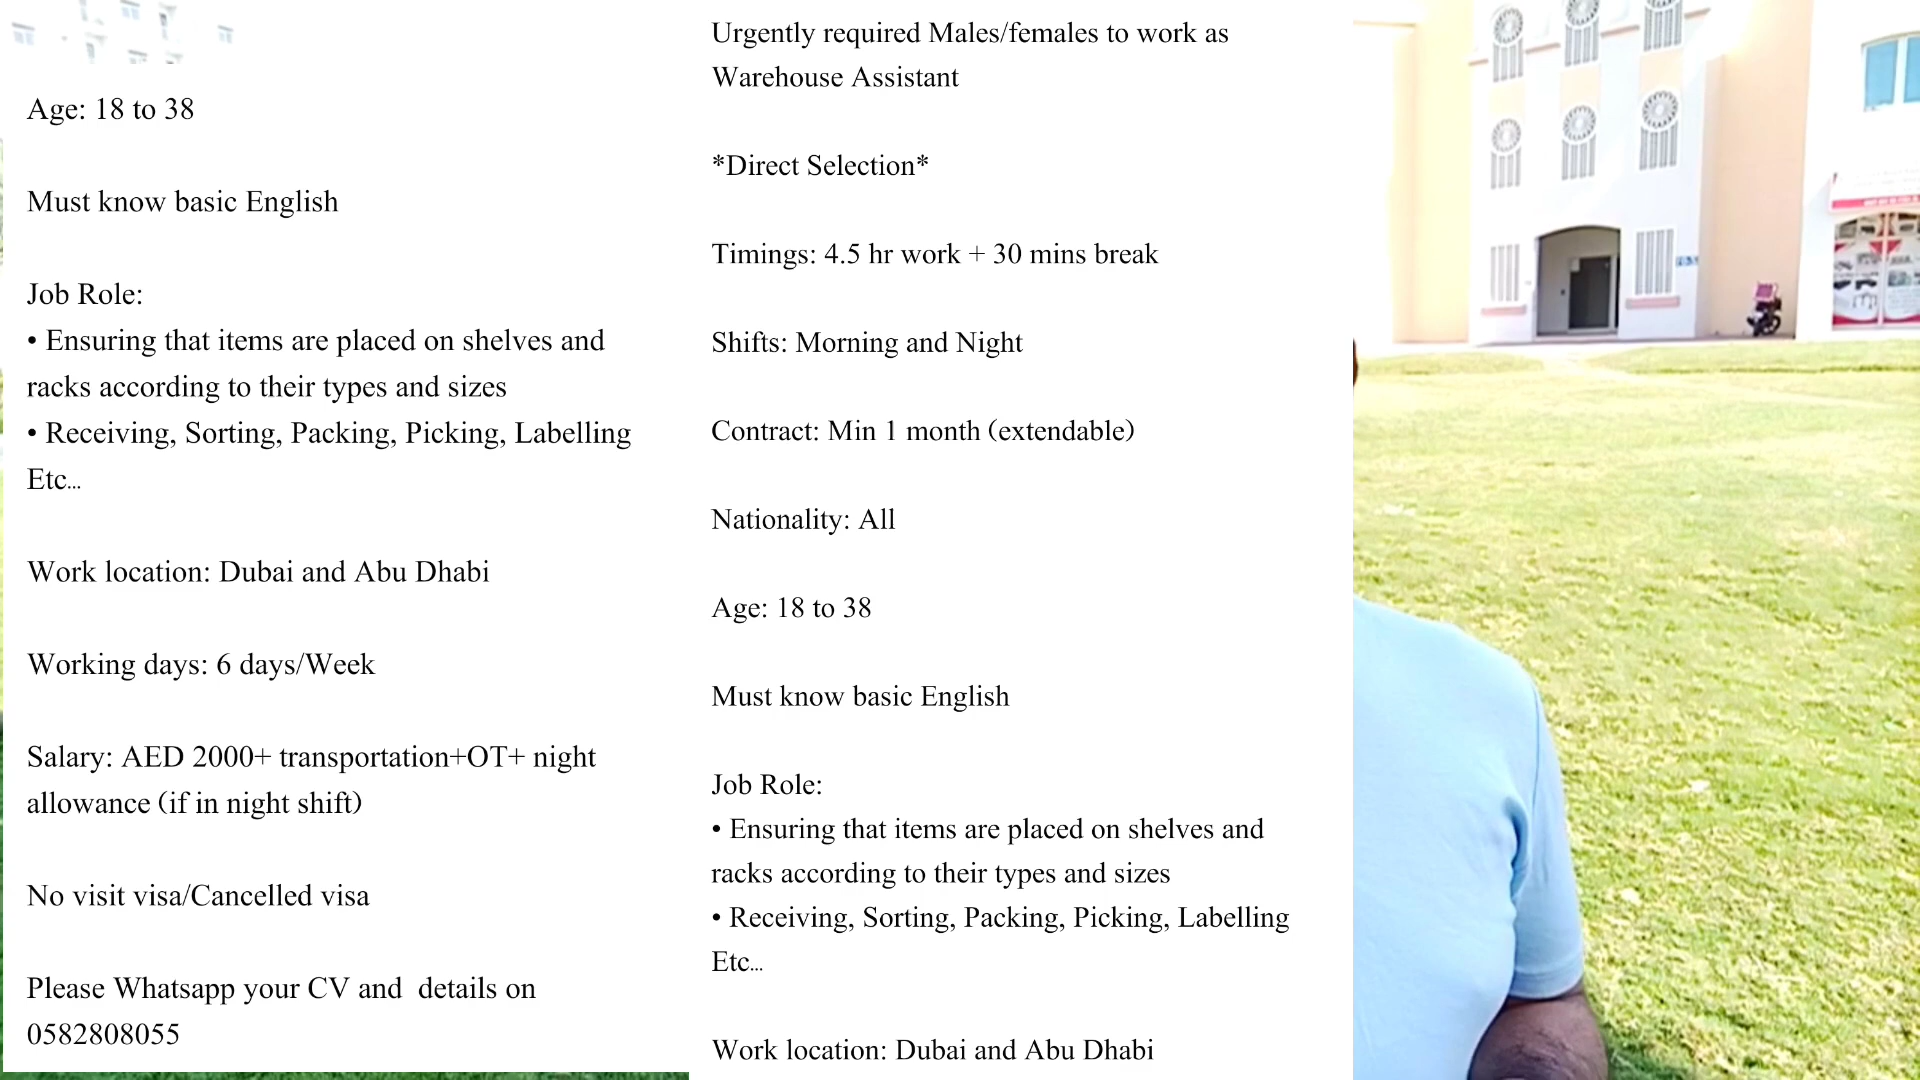 Age: 18 to 38
Must know basic English
Job Role:
• Ensuring that items are placed on shelves and
racks according to their types and sizes
• Receiving, Sorting, Packing, Picking, Labelling
Etc...
Work location: Dubai and Abu Dhabi
Working days: 6 days/Week
Salary: AED 2000+ transportation+OT+ night
allowance (if in night shift)
No visit visa/Cancelled visa
Please Whatsapp your CV and  details on
0582808055
Urgently required Males/females to work as
Warehouse Assistant
*Direct Selection*
Timings: 4.5 hr work + 30 mins break
Shifts: Morning and Night
Contract: Min 1 month (extendable)
Nationality: All
Age: 18 to 38
Must know basic English
Job Role:
• Ensuring that items are placed on shelves and
racks according to their types and sizes
• Receiving, Sorting, Packing, Picking, Labelling
Etc...
Work location: Dubai and Abu Dhabi